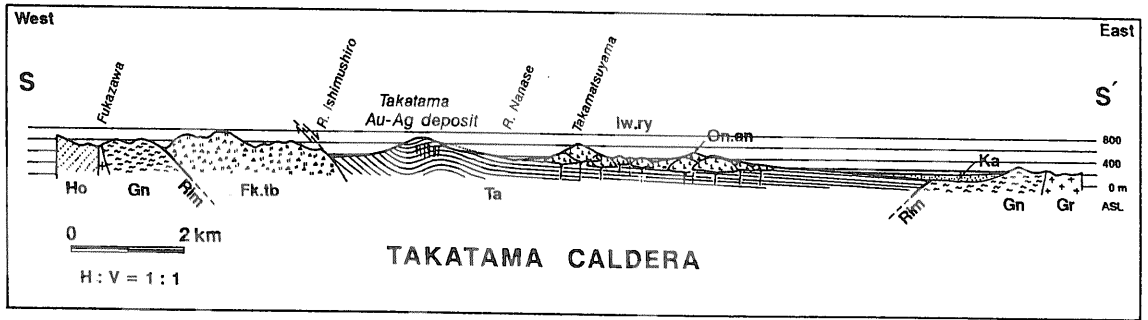 West
East
S
S´
Fukazawa
R. Ishimushiro
Takatama
Au-Ag deposit
R. Nanase
Takamatsuyama
Iw.ry
On.an
Ka
800
400
0 m
ASL
Ho
Gn
Rim
Fk.tb
Ta
Rim
Gn
Gr
0 2 km
H : V = 1 : 1
TAKATAMA CALDERA